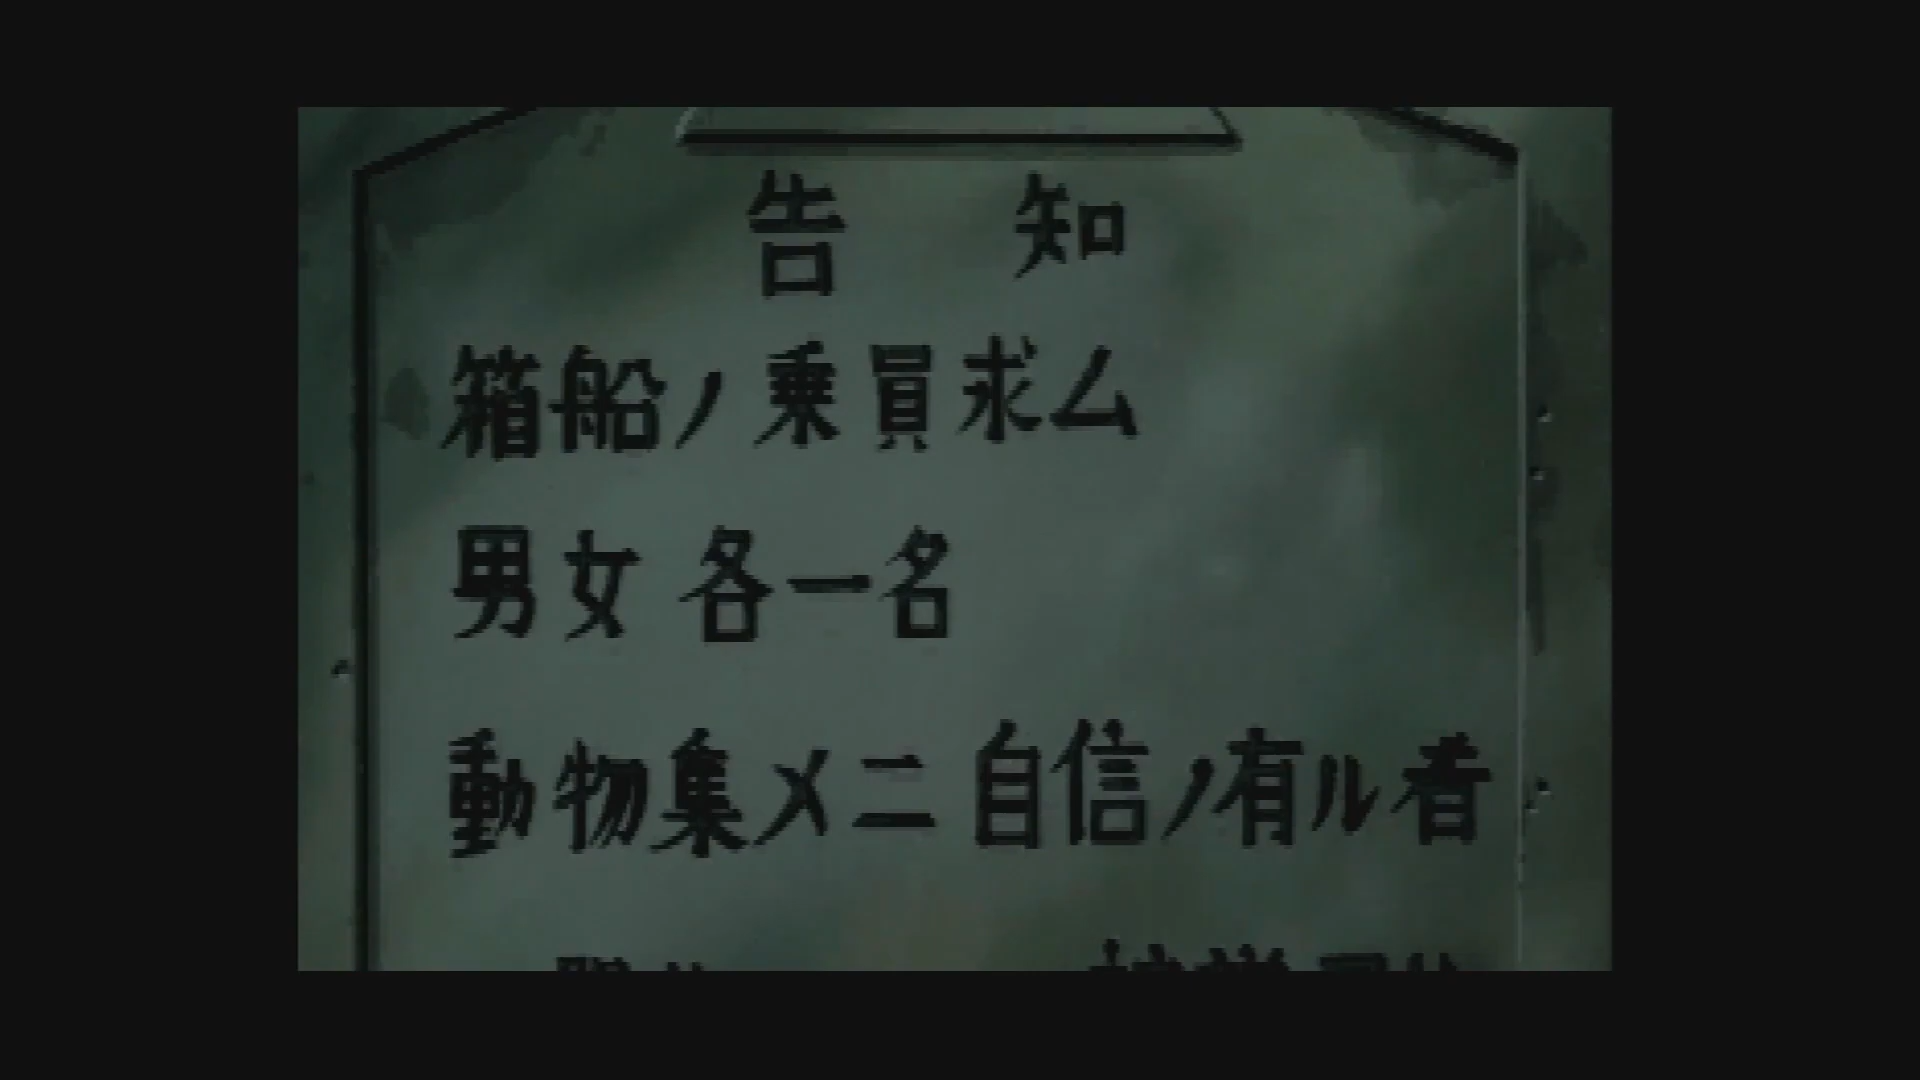 告知
箱船ノ乗員求ム
男女各一名
動物集メニ自信ノ有ル者